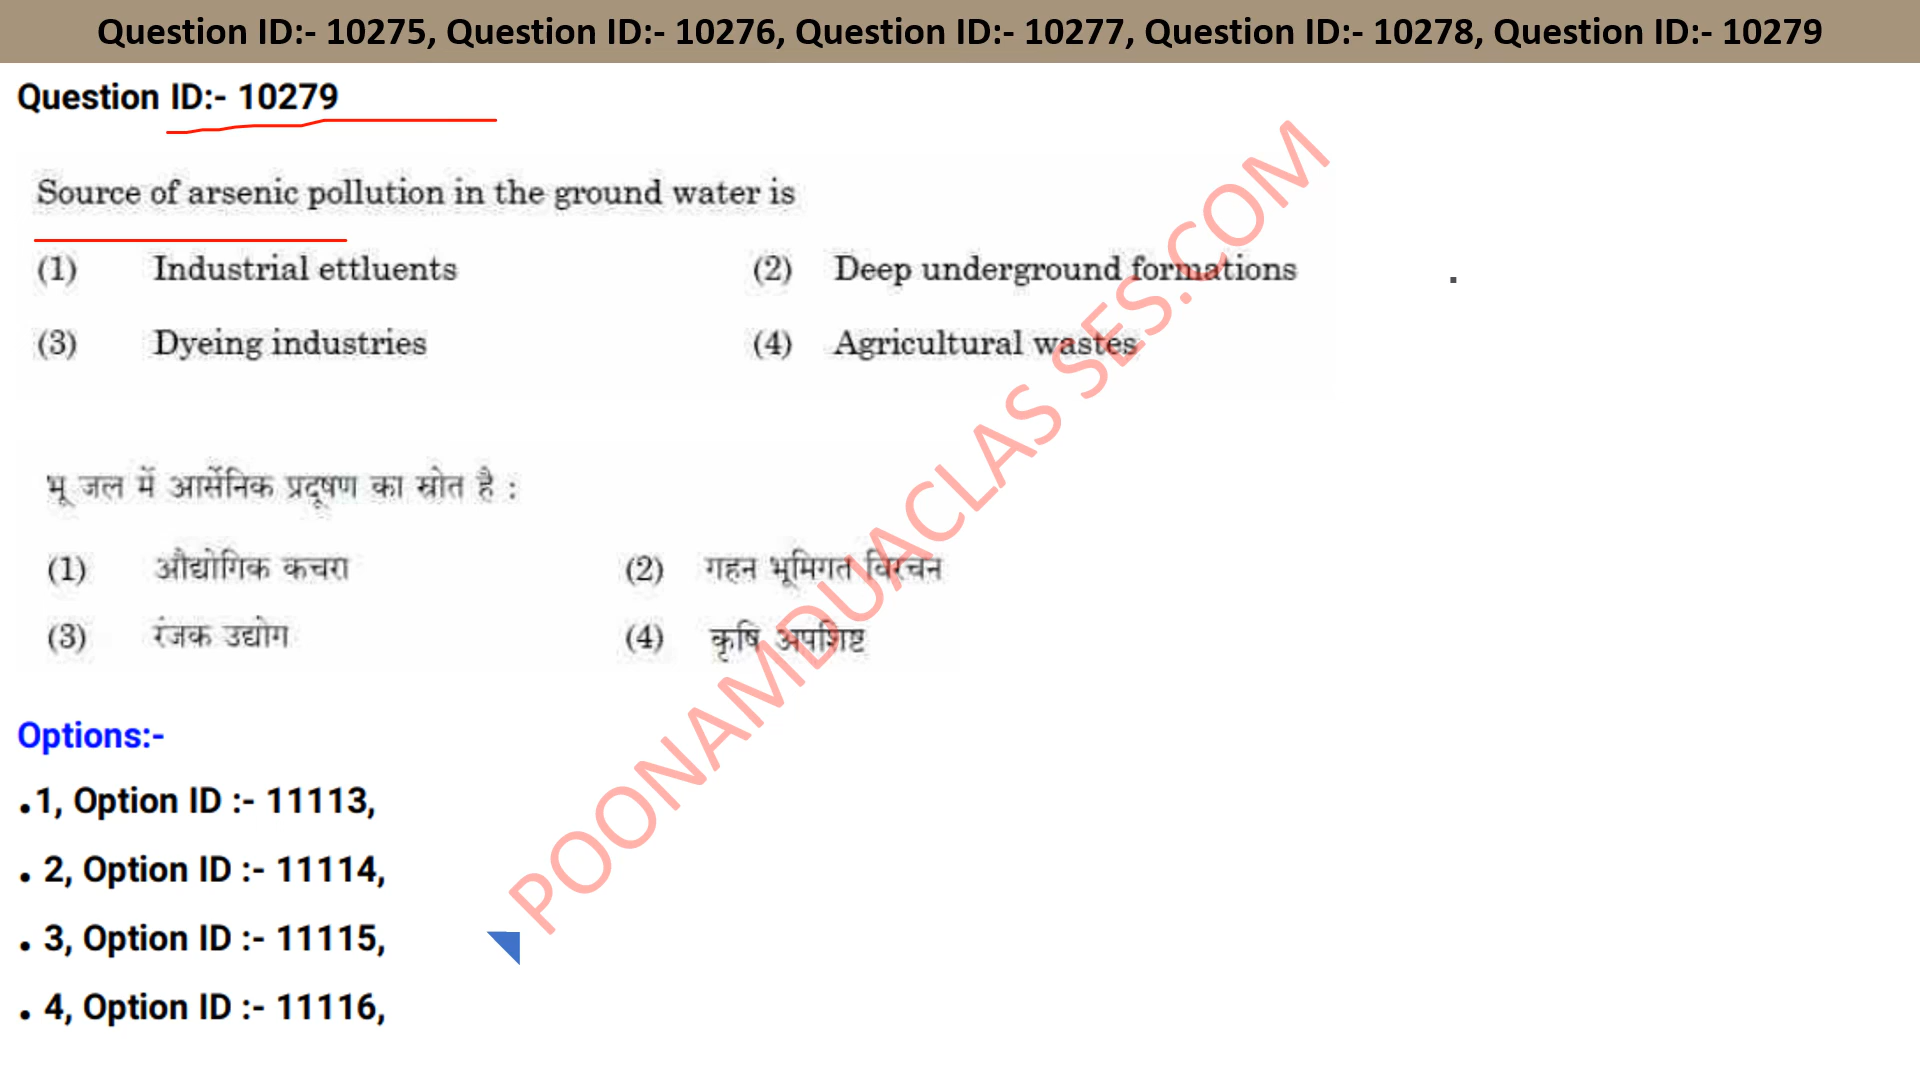 Question ID:- 10275, Question ID:- 10276, Question ID:- 10277, Question ID:- 10278, Question ID:- 10279
Question ID:- 10279
Source of arsenic pollution in the ground water is
(1) Industrial ettluents (2) Deep underground formations
(3) Dyeing industries (4) Agricultural wastes
भू जल में आर्सेनिक प्रदूषण का स्रोत है :
(1) औद्योगिक कचरा (2) गहन भूमिगत विरचन
(3) रंजक उद्योग (4) कृषि अपशिष्ट
Options:-
.1, Option ID :- 11113,
. 2, Option ID :- 11114,
. 3, Option ID :- 11115,
. 4, Option ID :- 11116,
POONAMDUACLAS SES.COM